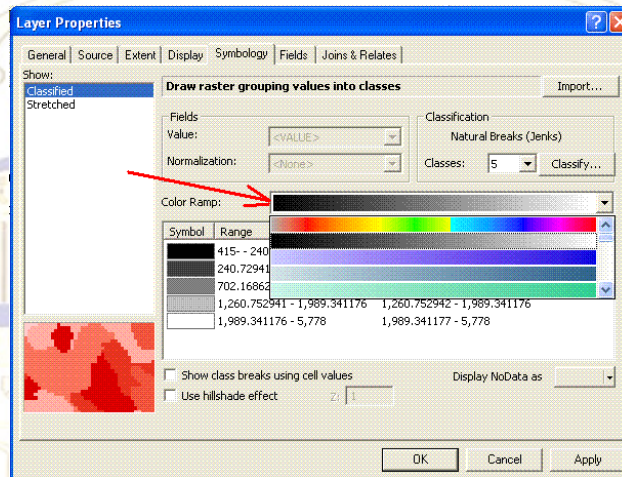 Layer Properties
General Source Extent Display Symbology Fields Joins & Relates
Show:
Classified
Stretched
Draw raster grouping values into classes
Import...
Fields
Value:
<VALUE>
Normalization:
<None>
Classification
Natural Breaks (Jenks)
Classes:
5
Classify...
Color Ramp:
Symbol Range
415- - 240
240.72941
702.16862
1,260.752941 - 1,989.341176 1,260.752942 - 1,989.341176
1,989.341176 - 5,778 1,989.341177 - 5,778
Show class breaks using cell values
Display NoData as
Use hillshade effect
Z: 1
OK Cancel Apply